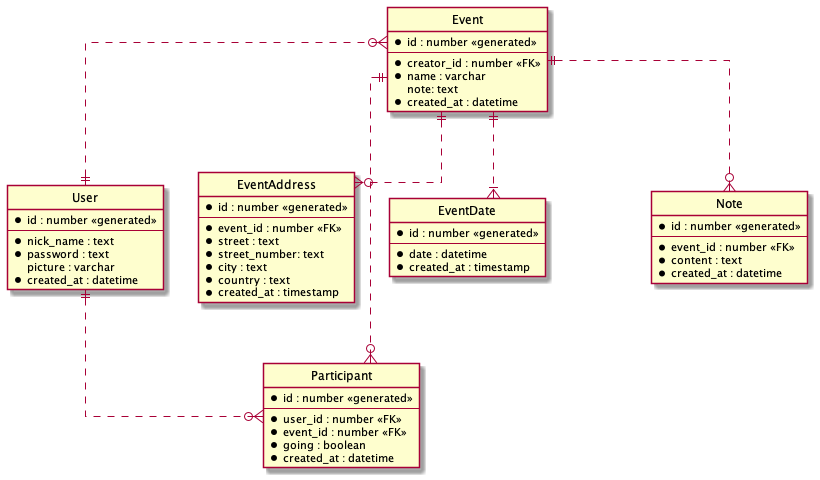 Event
id : number «generated»
creator_id : number «FK»
name : varchar
note: text
created_at : datetime
User
id : number «generated»
nick_name : text
password : text
picture : varchar
created_at : datetime
EventAddress
id : number «generated»
event_id : number «FK»
street : text
street_number: text
city : text
country : text
created_at : timestamp
EventDate
id : number «generated»
date : datetime
created_at : timestamp
Note
id : number «generated»
event_id : number «FK»
content : text
created_at : datetime
Participant
id : number «generated»
user_id : number «FK»
event_id : number «FK»
going : boolean
created_at : datetime